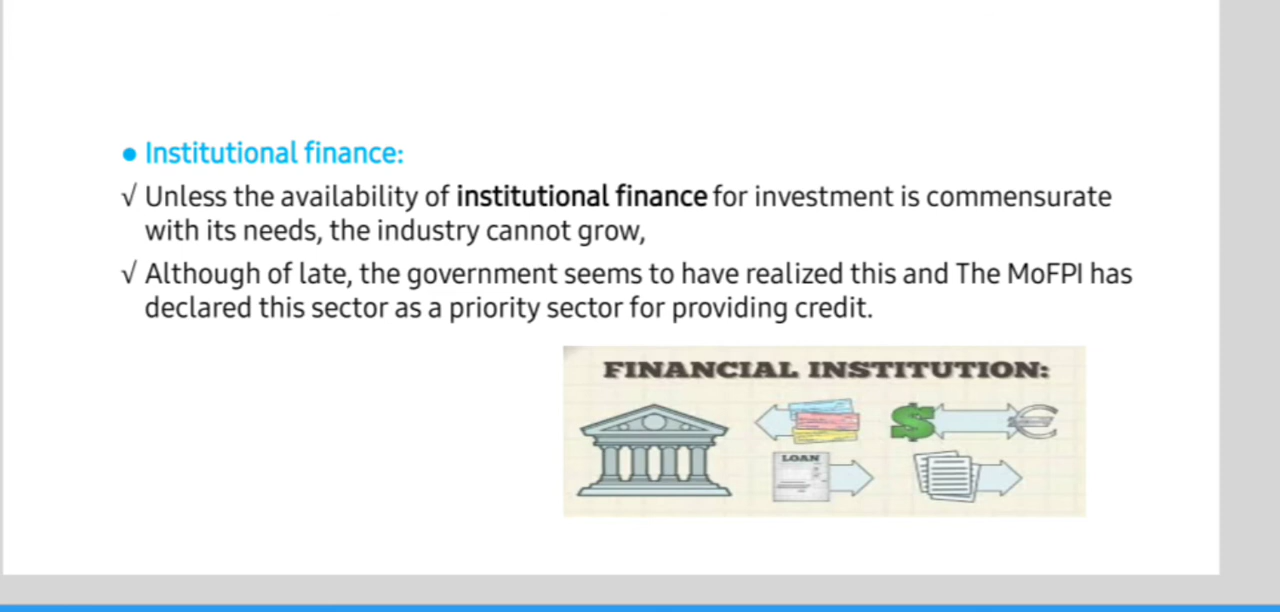 ● Institutional finance:
√ Unless the availability of institutional finance for investment is commensurate
with its needs, the industry cannot grow,
√ Although of late, the government seems to have realized this and The MoFPI has
declared this sector as a priority sector for providing credit.
FINANCIAL INSTITUTION:
$ €
LOAN